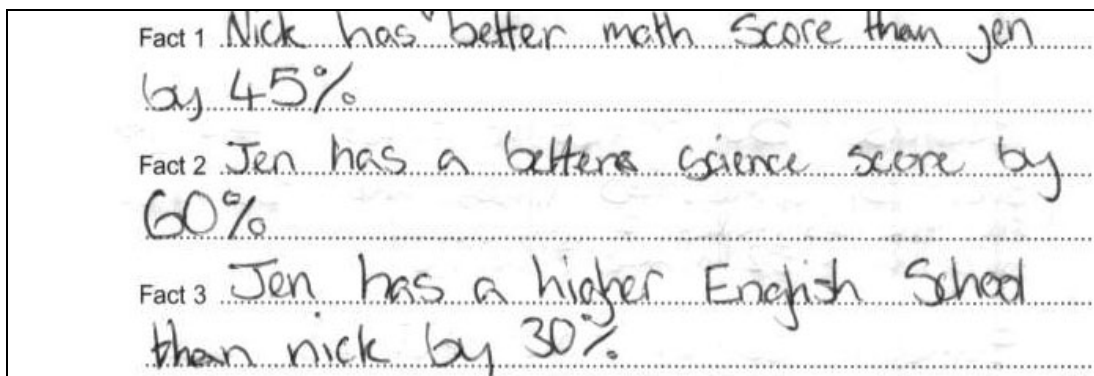 Fact 1 Nick has better math score than jen
by 45%
Fact 2 Jen has a better science score by
60%
Fact 3 Jen has a higher English School
than nick by 30%